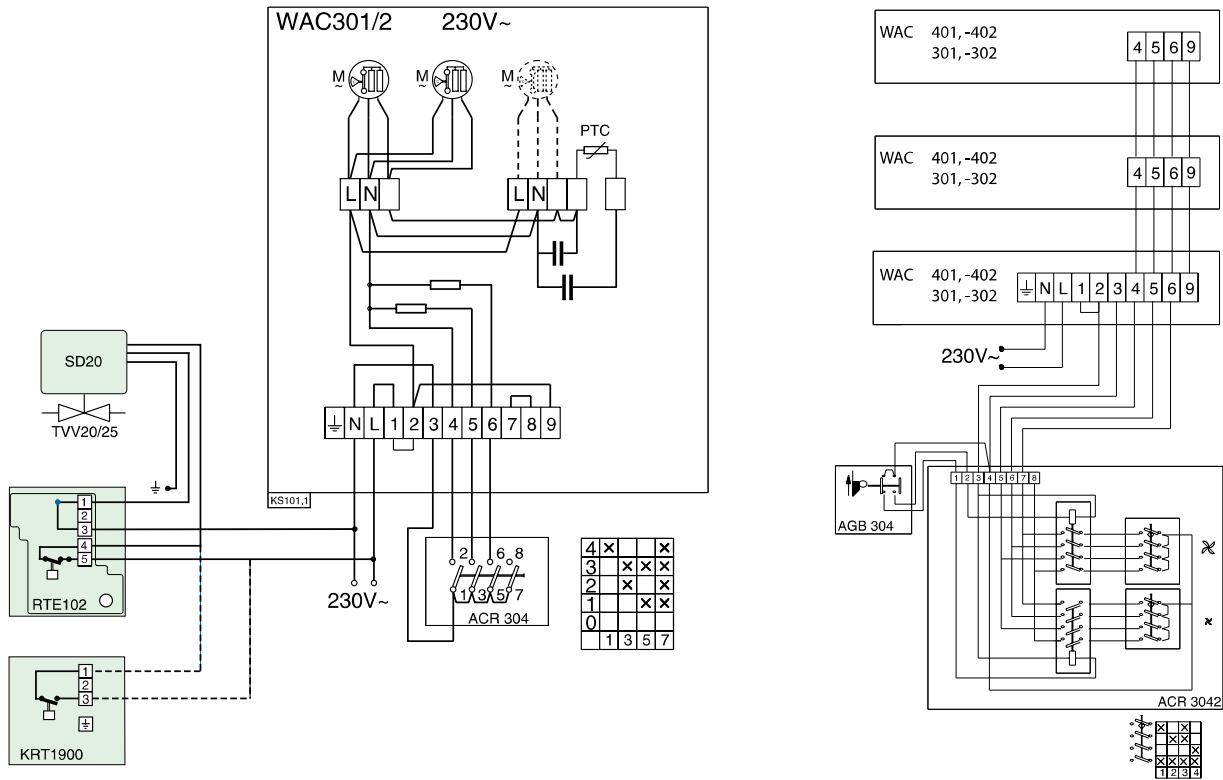 WAC301/2 230V~
M
~
M
~
M
~
PTC
L N
L N
⏚ N L 1 2 3 4 5 6 7 8 9
KS101,1
SD20
TVV20/25
⏚
1
2
3
4
5
RTE102
1
2
3
⏚
KRT1900
230V~
2 4 6 8
1 3 5 7
ACR 304
4 X X
3 X X X
2 X X
1 X X
0
1 3 5 7
WAC 401,-402
301,-302
4 5 6 9
WAC 401,-402
301,-302
4 5 6 9
WAC 401,-402
301,-302
⏚ N L 1 2 3 4 5 6 9
230V~
AGB 304
1 2 3 4 5 6 7 8
ACR 3042
X X
X X
X
X X X X
1 2 3 4